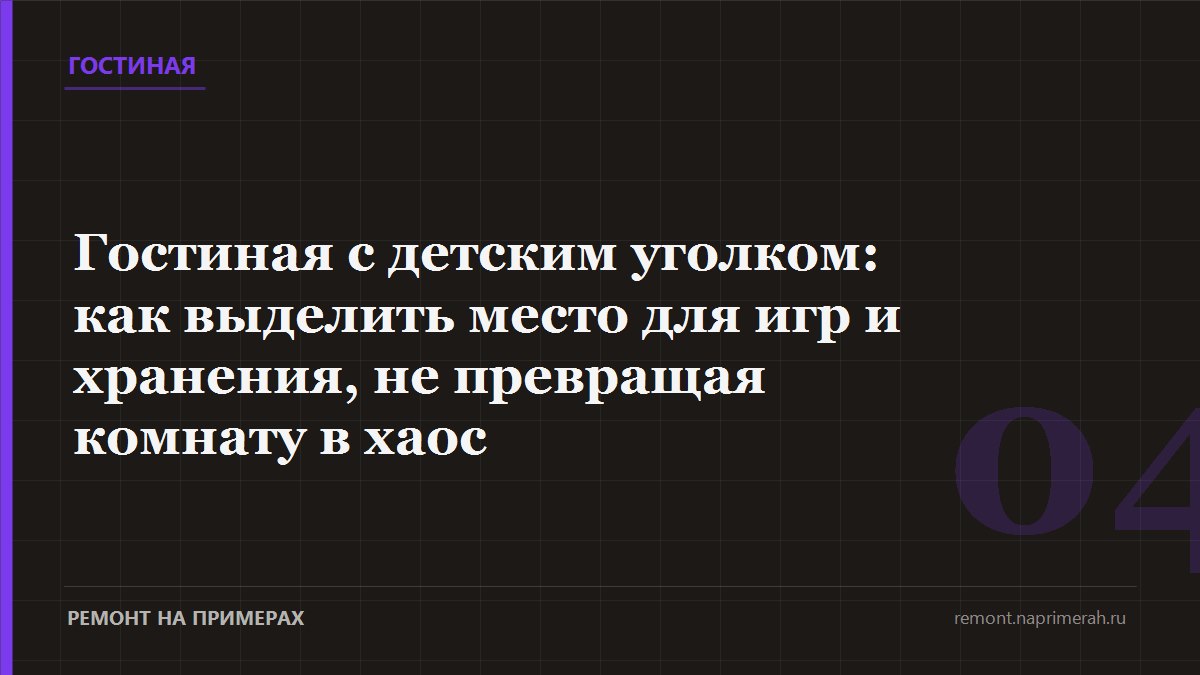 ГОСТИНАЯ
Гостиная с детским уголком:
как выделить место для игр и
хранения, не превращая
комнату в хаос
04
РЕМОНТ НА ПРИМЕРАХ
remont.naprimerah.ru